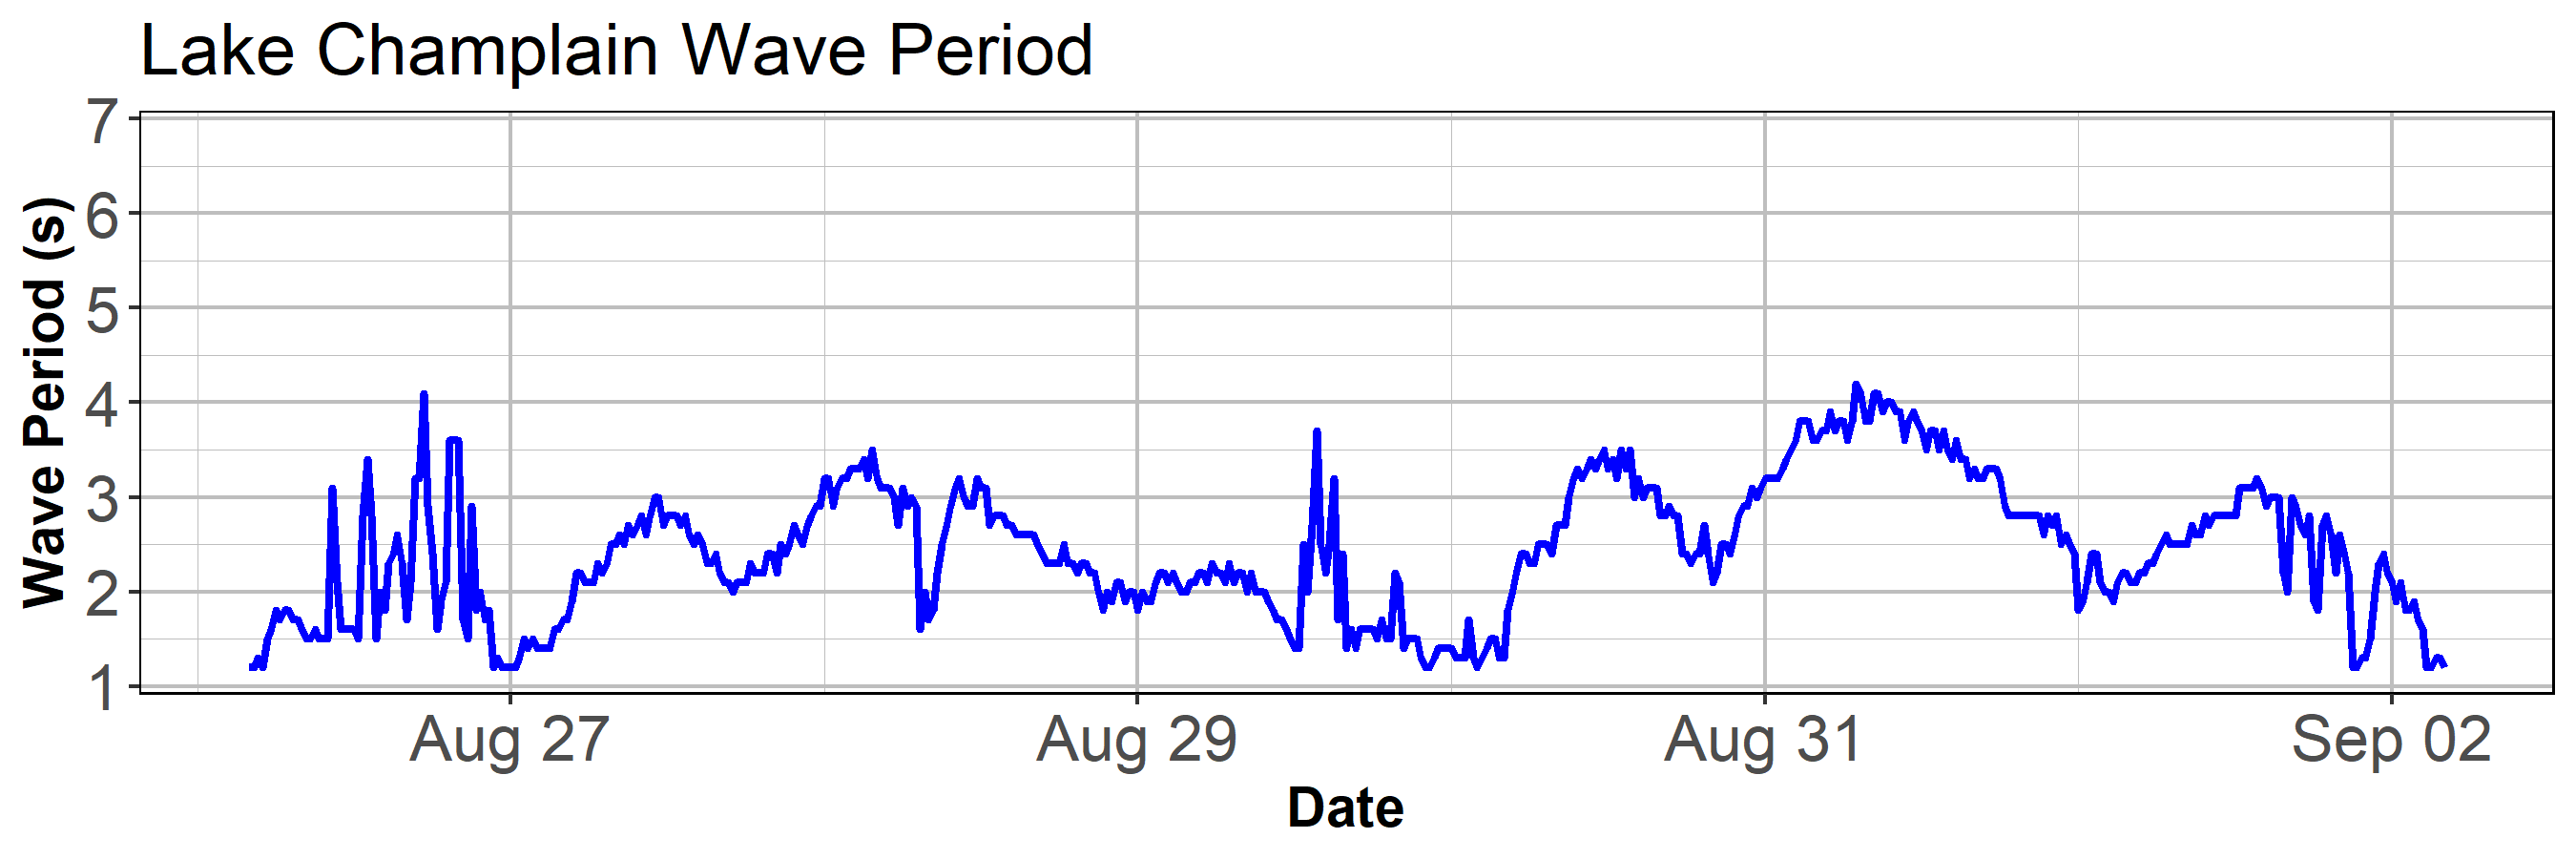 Lake Champlain Wave Period
Wave Period (s)
7
6
5
4
3
2
1
Aug 27
Aug 29
Aug 31
Sep 02
Date